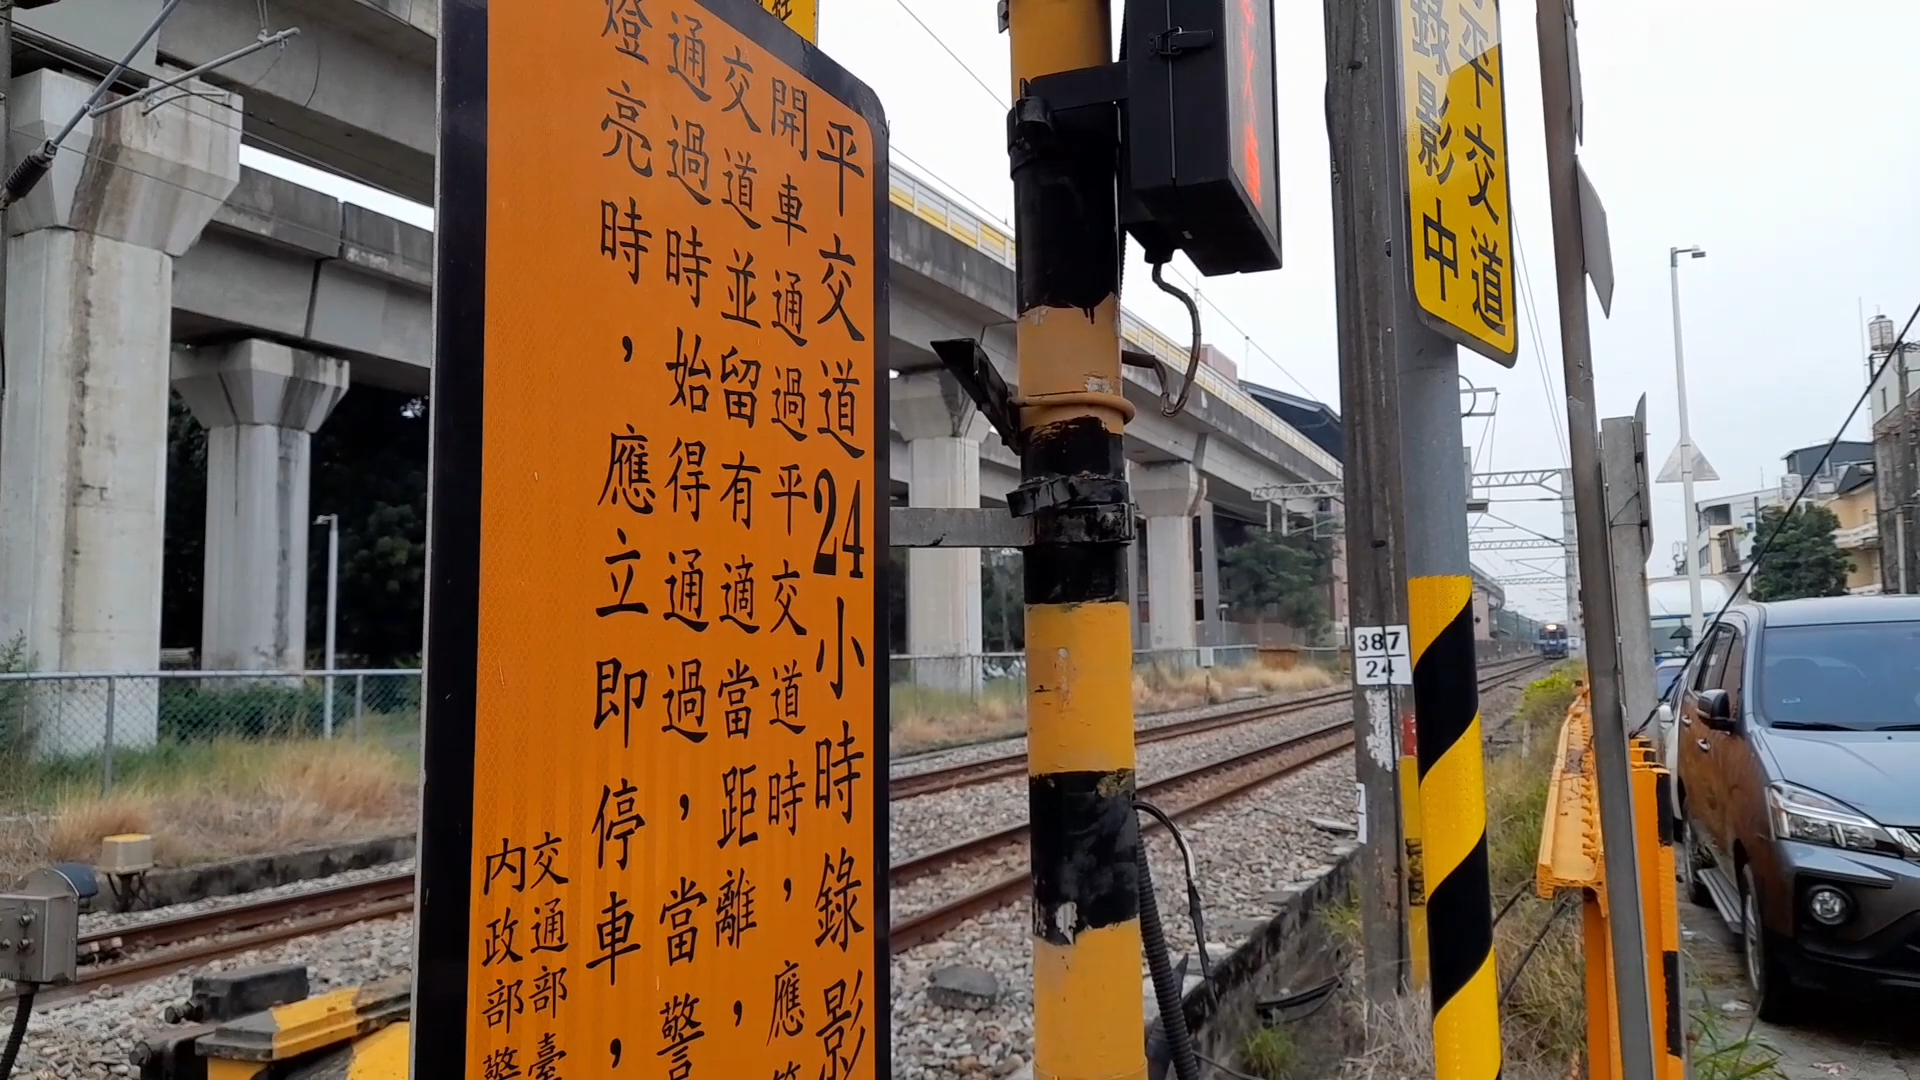 平交道24小時錄影
開車通過平交道時,應
交道並留有適當距離,
通過時始得通過,當警
燈亮時,應立即停車,
交通部臺
內政部警
平交道
錄影中
387
24